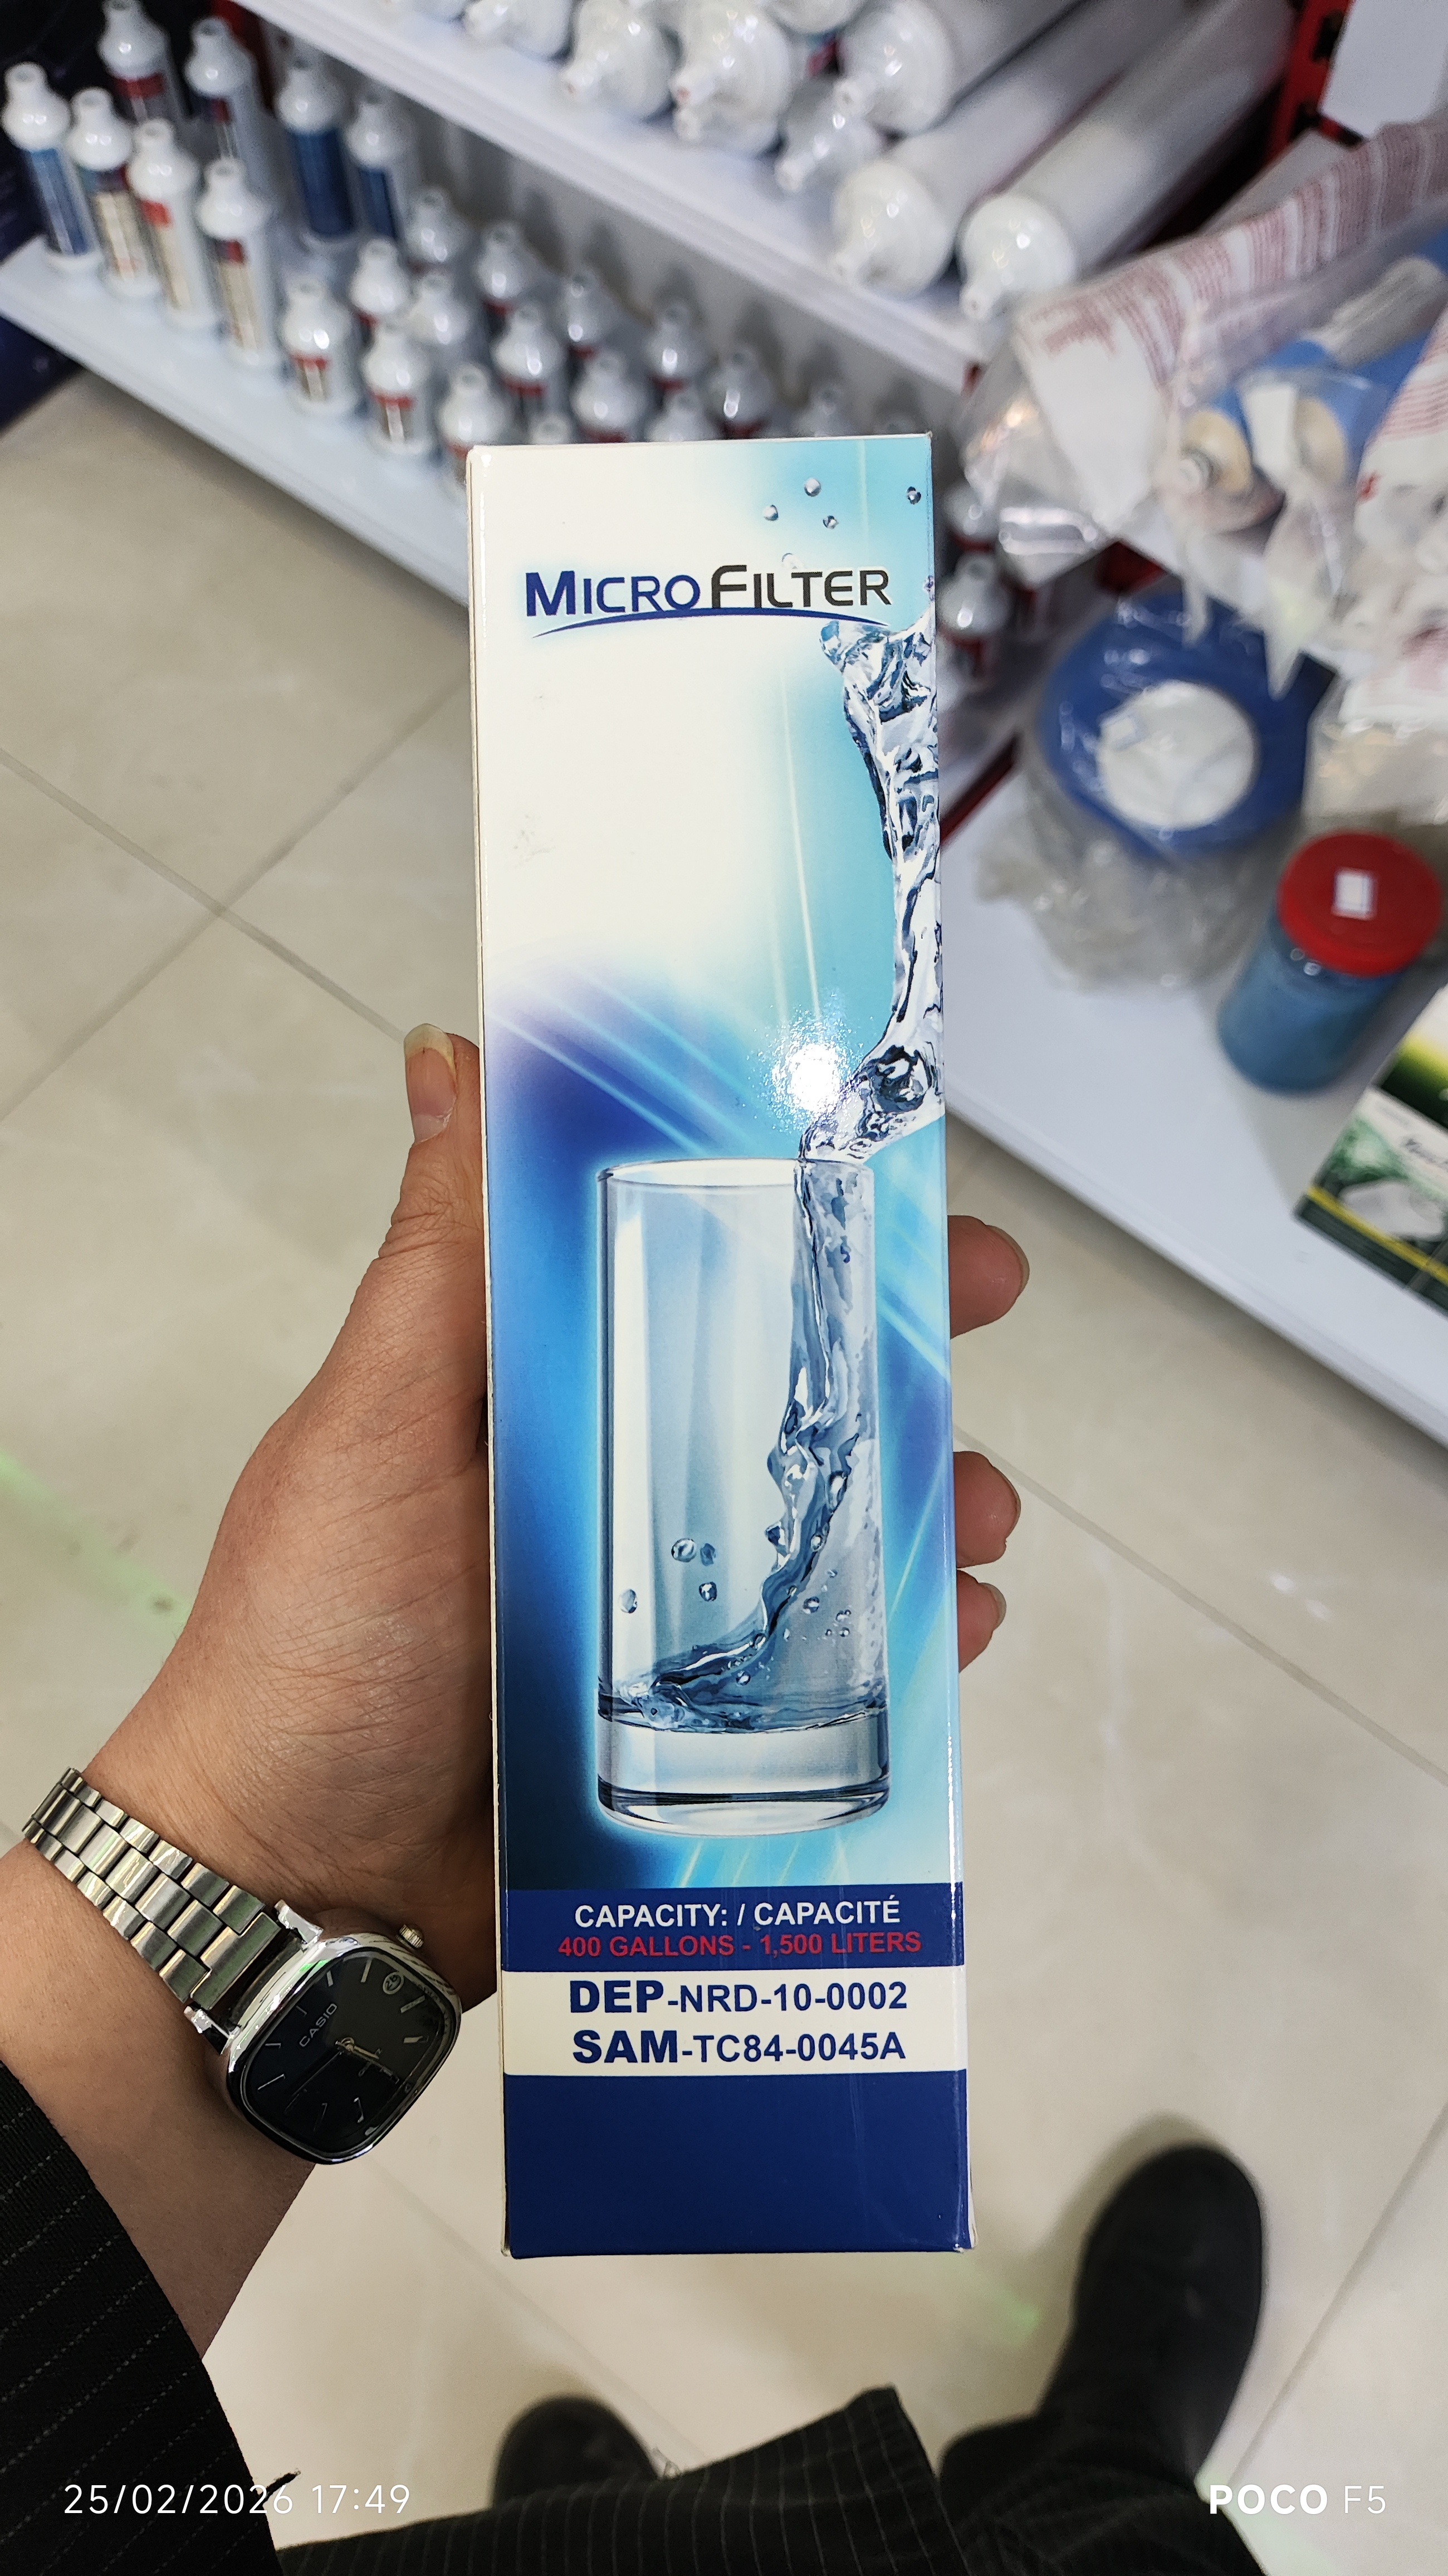 MICRO FILTER
CAPACITY: / CAPACITÉ
400 GALLONS - 1,500 LITERS
DEP-NRD-10-0002
SAM-TC84-0045A
CASIO
25/02/2026 17:49
POCO F5